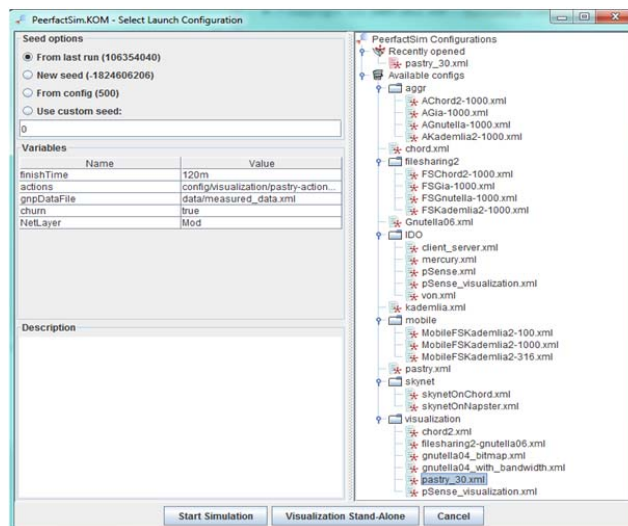 PeerfactSim.KOM - Select Launch Configuration
Seed options
From last run (106354040)
New seed (-1824606206)
From config (500)
Use custom seed:
0
Variables
Name Value
finishTime 120m
actions config/visualization/pastry-action...
gnpDataFile data/measured_data.xml
churn true
NetLayer Mod
Description
PeerfactSim Configurations
Recently opened
pastry_30.xml
Available configs
aggr
AChord2-1000.xml
AGia-1000.xml
AGnutella-1000.xml
AKademlia2-1000.xml
chord.xml
filesharing2
FSChord2-1000.xml
FSGia-1000.xml
FSGnutella-1000.xml
FSKademlia2-1000.xml
Gnutella06.xml
IDO
client_server.xml
mercury.xml
pSense.xml
pSense_visualization.xml
von.xml
kademlia.xml
mobile
MobileFSKademlia2-100.xml
MobileFSKademlia2-1000.xml
MobileFSKademlia2-316.xml
pastry.xml
skynet
skynetOnChord.xml
skynetOnNapster.xml
visualization
chord2.xml
filesharing2-gnutella06.xml
gnutella04_bitmap.xml
gnutella04_with_bandwidth.xml
pastry_30.xml
pSense_visualization.xml
Start Simulation Visualization Stand-Alone Cancel